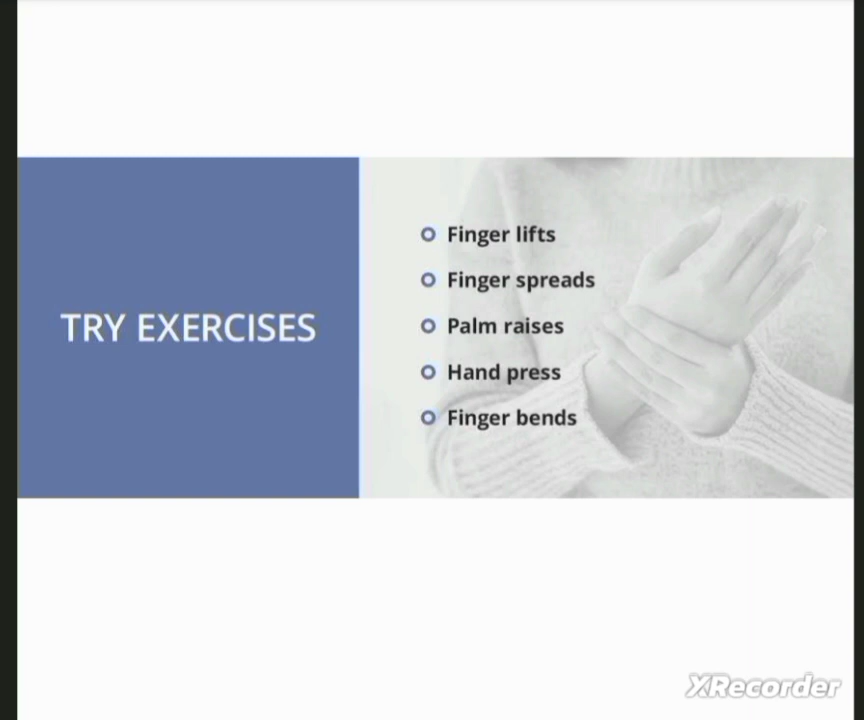 TRY EXERCISES
Finger lifts
Finger spreads
Palm raises
Hand press
Finger bends
XRecorder